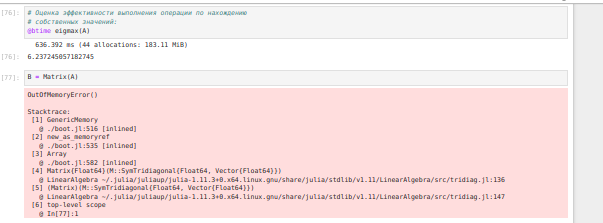 [76]: # Оценка эффективности выполнения операции по нахождению
# собственных значений:
@btime eigmax(A)
636.392 ms (44 allocations: 183.11 MiB)
[76]: 6.237245057182745
[77]: B = Matrix(A)
OutOfMemoryError()
Stacktrace:
[1] GenericMemory
@ ./boot.jl:516 [inlined]
[2] new_as_memoryref
@ ./boot.jl:535 [inlined]
[3] Array
@ ./boot.jl:582 [inlined]
[4] Matrix{Float64}(M::SymTridiagonal{Float64, Vector{Float64}})
@ LinearAlgebra ~/.julia/juliaup/julia-1.11.3+0.x64.linux.gnu/share/julia/stdlib/v1.11/LinearAlgebra/src/tridiag.jl:136
[5] (Matrix)(M::SymTridiagonal{Float64, Vector{Float64}})
@ LinearAlgebra ~/.julia/juliaup/julia-1.11.3+0.x64.linux.gnu/share/julia/stdlib/v1.11/LinearAlgebra/src/tridiag.jl:147
[6] top-level scope
@ In[77]:1